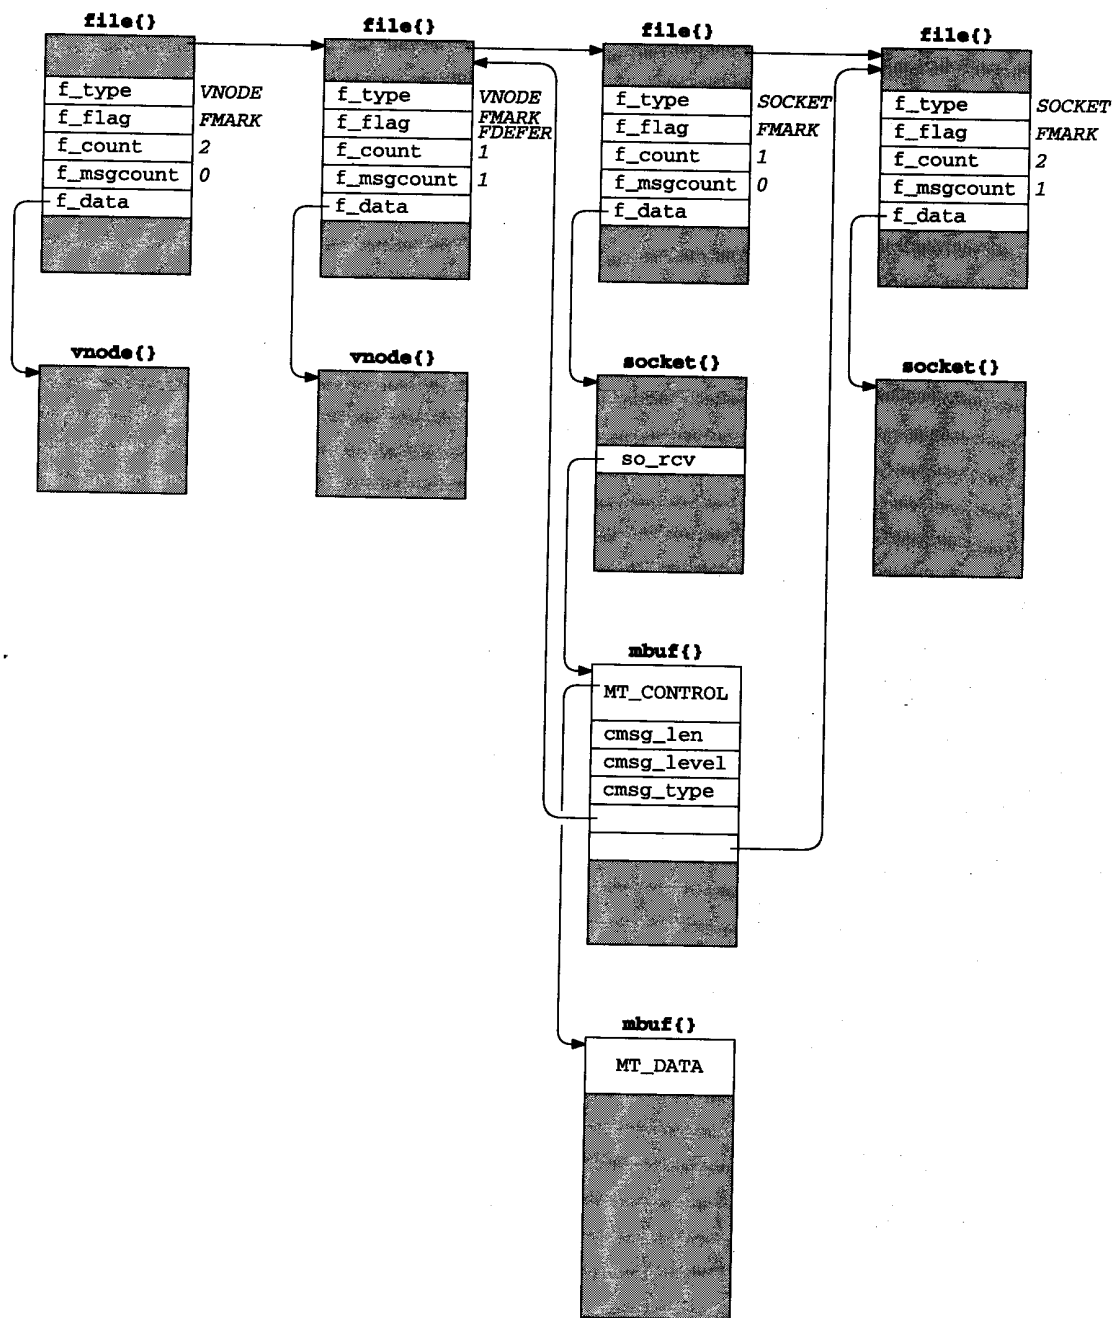 file{}
f_type VNODE
f_flag FMARK
f_count 2
f_msgcount 0
f_data
file{}
f_type VNODE
f_flag FMARK
FDEFER
f_count 1
f_msgcount 1
f_data
file{}
f_type SOCKET
f_flag FMARK
f_count 1
f_msgcount 0
f_data
file{}
f_type SOCKET
f_flag FMARK
f_count 2
f_msgcount 1
f_data
vnode{}
vnode{}
socket{}
so_rcv
socket{}
mbuf{}
MT_CONTROL
cmsg_len
cmsg_level
cmsg_type
mbuf{}
MT_DATA